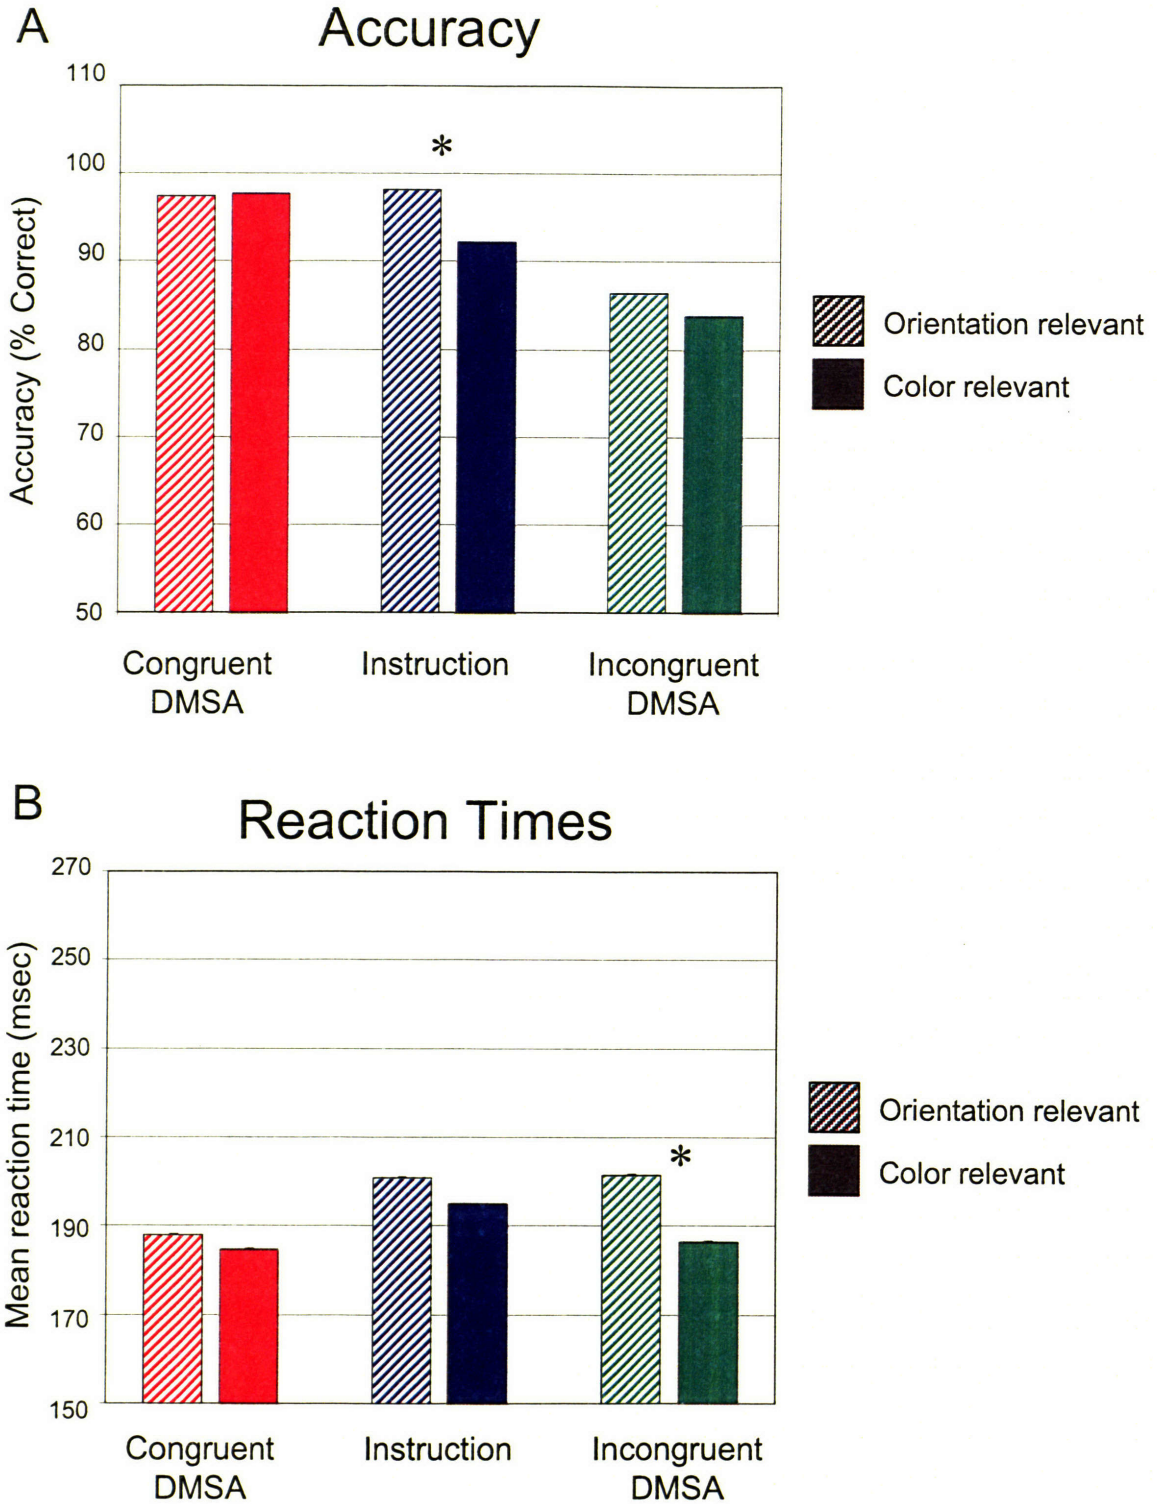 A
Accuracy
110
100
90
80
70
60
50
Accuracy (% Correct)
*
Orientation relevant
Color relevant
Congruent
DMSA
Instruction
Incongruent
DMSA
B
Reaction Times
270
250
230
210
190
170
150
Mean reaction time (msec)
*
Orientation relevant
Color relevant
Congruent
DMSA
Instruction
Incongruent
DMSA